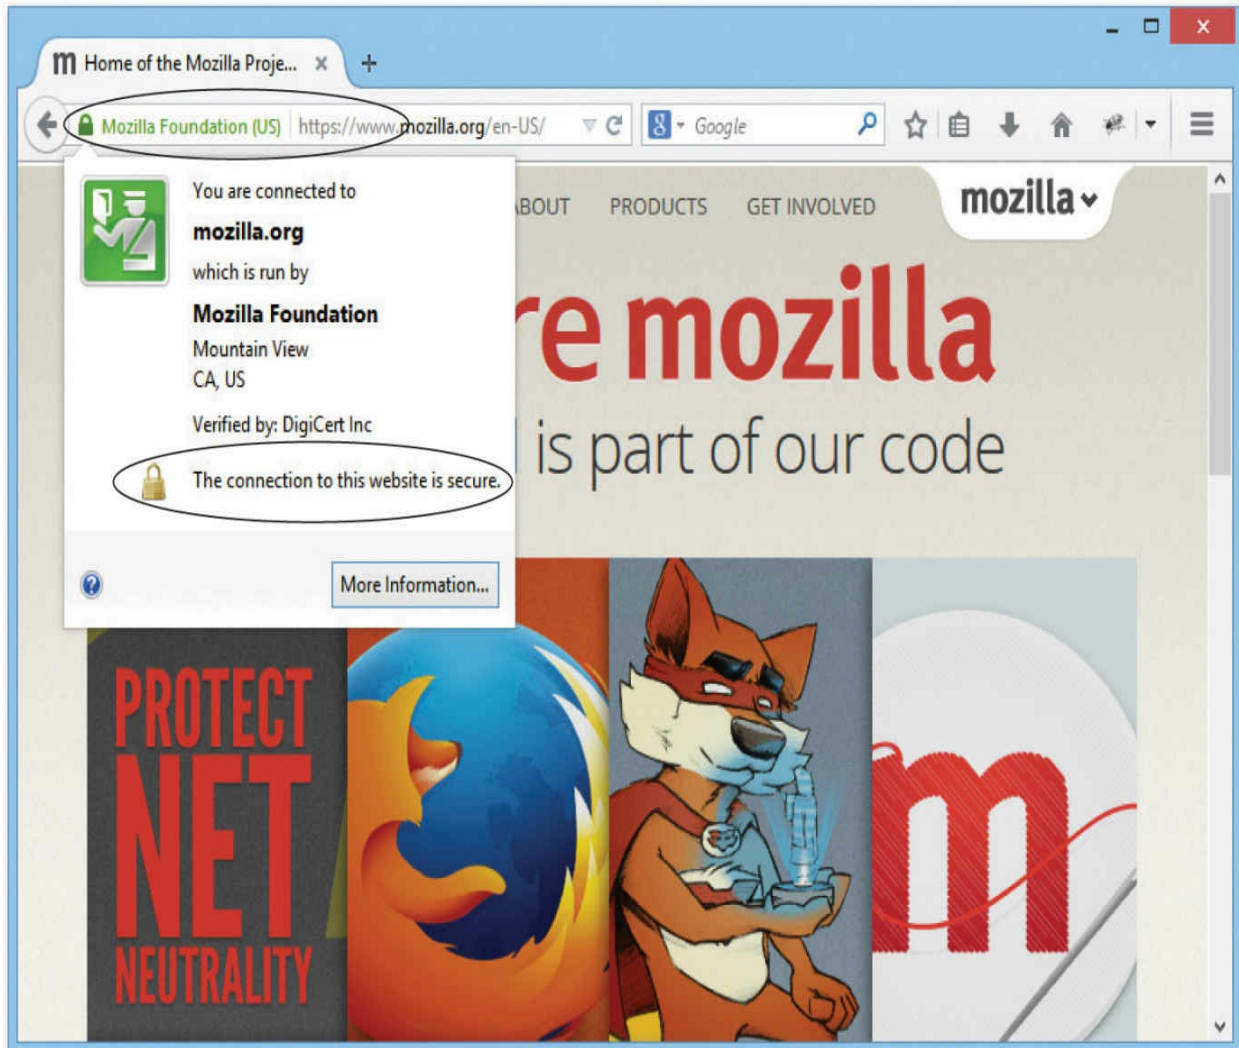 m Home of the Mozilla Proje...
Mozilla Foundation (US) https://www.mozilla.org/en-US/
8 Google
You are connected to
mozilla.org
which is run by
Mozilla Foundation
Mountain View
CA, US
Verified by: DigiCert Inc
The connection to this website is secure.
? More Information...
PRODUCTS GET INVOLVED mozilla
mozilla
is part of our code
PROTECT
NET
NEUTRALITY
m